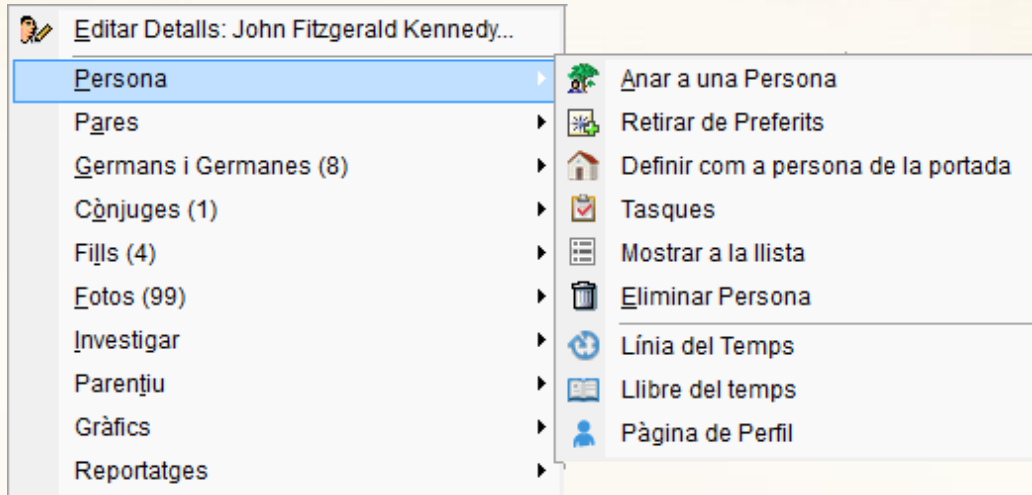 Editar Detalls: John Fitzgerald Kennedy...
Persona
Pares
Germans i Germanes (8)
Cònjuges (1)
Fills (4)
Fotos (99)
Investigar
Parentiu
Gràfics
Reportatges
Anar a una Persona
Retirar de Preferits
Definir com a persona de la portada
Tasques
Mostrar a la llista
Eliminar Persona
Línia del Temps
Llibre del temps
Pàgina de Perfil